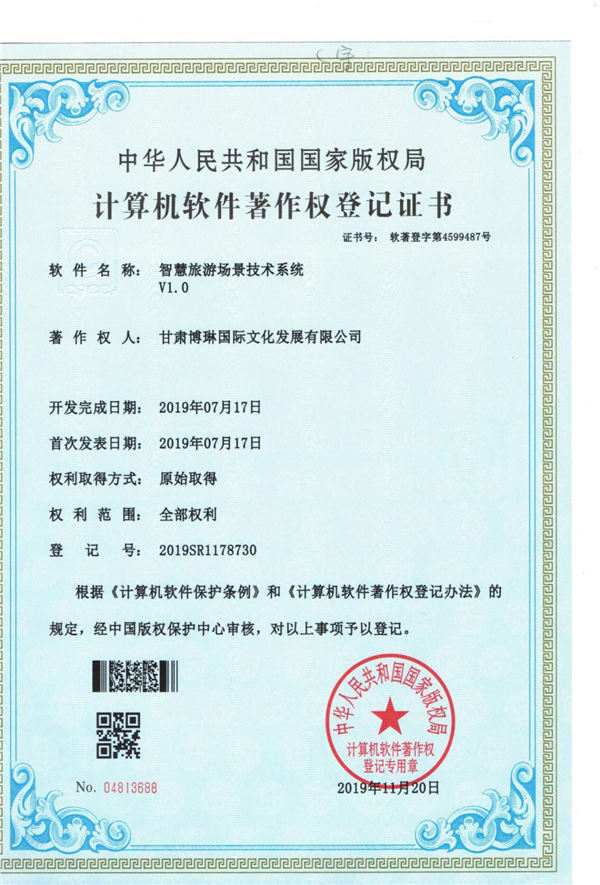 中华人民共和国国家版权局
计算机软件著作权登记证书
证书号： 软著登字第4599487号
软件名称： 智慧旅游场景技术系统
V1.0
著作权人： 甘肃博琳国际文化发展有限公司
开发完成日期： 2019年07月17日
首次发表日期： 2019年07月17日
权利取得方式： 原始取得
权利范围： 全部权利
登记号： 2019SR1178730
根据《计算机软件保护条例》和《计算机软件著作权登记办法》的
规定，经中国版权保护中心审核，对以上事项予以登记。
中华人民共和国国家版权局
计算机软件著作权
登记专用章
No. 04813688
2019年11月20日